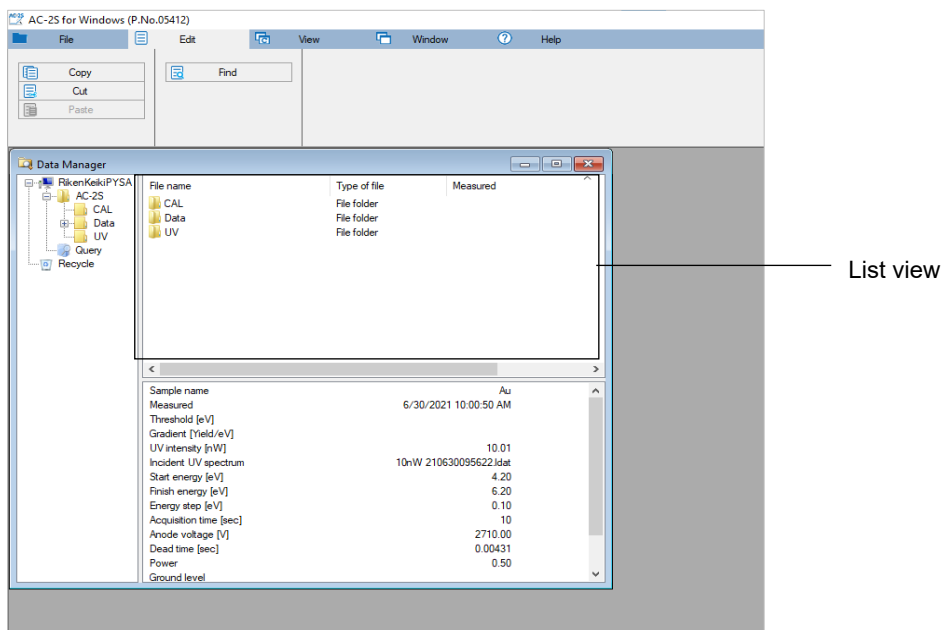 AC-2S for Windows (P.No.05412)
File Edit View Window Help
Copy Find
Cut
Paste
Data Manager
RikenKeikiPYSA
AC-2S
CAL
Data
UV
Query
Recycle
File name Type of file Measured
CAL File folder
Data File folder
UV File folder
List view
Sample name Au
Measured 6/30/2021 10:00:50 AM
Threshold [eV]
Gradient [Yield/eV]
UV intensity [nW] 10.01
Incident UV spectrum 10nW 210630095622.ldat
Start energy [eV] 4.20
Finish energy [eV] 6.20
Energy step [eV] 0.10
Acquisition time [sec] 10
Anode voltage [V] 2710.00
Dead time [sec] 0.00431
Power 0.50
Ground level